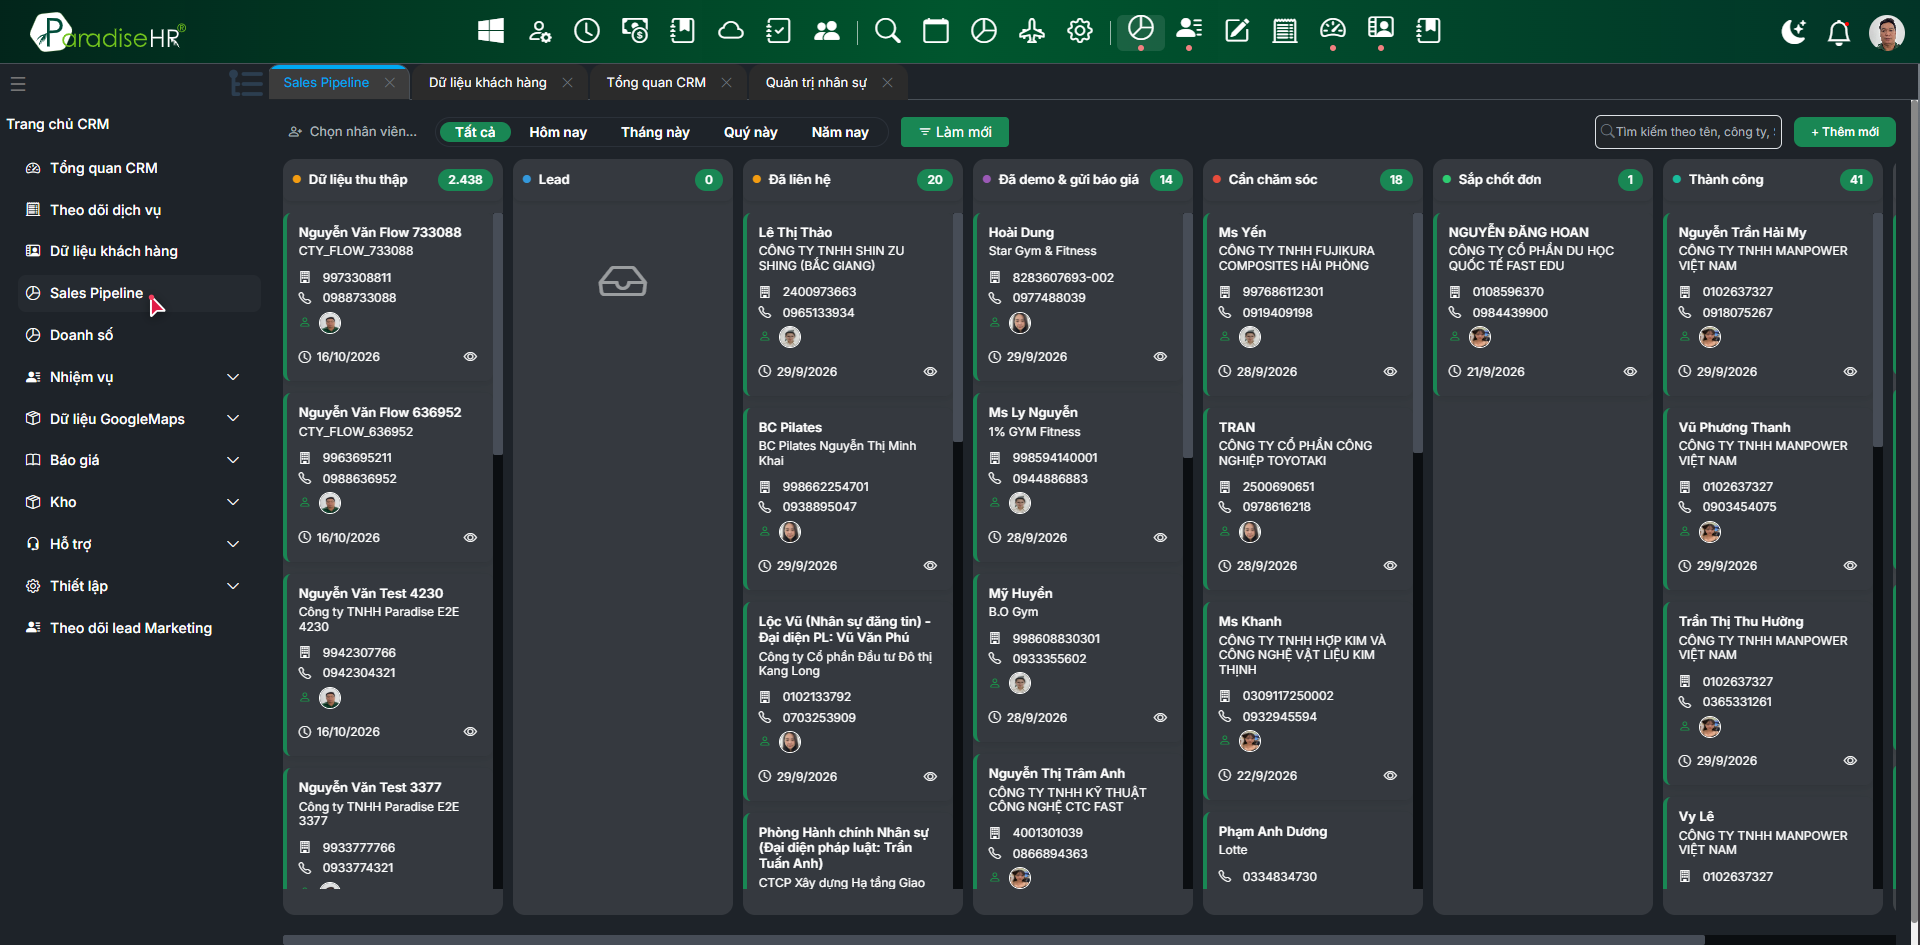 ParadiseHR®
Sales Pipeline
Dữ liệu khách hàng
Tổng quan CRM
Quản trị nhân sự
Trang chủ CRM
Tổng quan CRM
Theo dõi dịch vụ
Dữ liệu khách hàng
Sales Pipeline
Doanh số
Nhiệm vụ
Dữ liệu GoogleMaps
Báo giá
Kho
Hỗ trợ
Thiết lập
Theo dõi lead Marketing
Chọn nhân viên...
Tất cả
Hôm nay
Tháng này
Quý này
Năm nay
Làm mới
Tìm kiếm theo tên, công ty,
+ Thêm mới
Dữ liệu thu thập 2.438
Nguyễn Văn Flow 733088
CTY_FLOW_733088
9973308811
0988733088
16/10/2026
Nguyễn Văn Flow 636952
CTY_FLOW_636952
9963695211
0988636952
16/10/2026
Nguyễn Văn Test 4230
Công ty TNHH Paradise E2E
4230
9942307766
0942304321
16/10/2026
Nguyễn Văn Test 3377
Công ty TNHH Paradise E2E
3377
9933777766
0933774321
Lead 0
Đã liên hệ 20
Lê Thị Thảo
CÔNG TY TNHH SHIN ZU
SHING (BẮC GIANG)
2400973663
0965133934
29/9/2026
BC Pilates
BC Pilates Nguyễn Thị Minh
Khai
998662254701
0938895047
29/9/2026
Lộc Vũ (Nhân sự đăng tin) -
Đại diện PL: Vũ Văn Phú
Công ty Cổ phần Đầu tư Đô thị
Kang Long
0102133792
0703253909
29/9/2026
Phòng Hành chính Nhân sự
(Đại diện pháp luật: Trần
Tuấn Anh)
CTCP Xây dựng Hạ tầng Giao
Đã demo & gửi báo giá 14
Hoài Dung
Star Gym & Fitness
8283607693-002
0977488039
29/9/2026
Ms Ly Nguyễn
1% GYM Fitness
998594140001
0944886883
28/9/2026
Mỹ Huyền
B.O Gym
998608830301
0933355602
28/9/2026
Nguyễn Thị Trâm Anh
CÔNG TY TNHH KỸ THUẬT
CÔNG NGHỆ CTC FAST
4001301039
0866894363
Cần chăm sóc 18
Ms Yến
CÔNG TY TNHH FUJIKURA
COMPOSITES HẢI PHÒNG
997686112301
0919409198
28/9/2026
TRAN
CÔNG TY CỔ PHẦN CÔNG
NGHIỆP TOYOTAKI
2500690651
0978616218
28/9/2026
Ms Khanh
CÔNG TY TNHH HỢP KIM VÀ
CÔNG NGHỆ VẬT LIỆU KIM
THỊNH
0309117250002
0932945594
22/9/2026
Phạm Anh Dương
Lotte
0334834730
Sắp chốt đơn 1
NGUYỄN ĐĂNG HOAN
CÔNG TY CỔ PHẦN DU HỌC
QUỐC TẾ FAST EDU
0108596370
0984439900
21/9/2026
Thành công 41
Nguyễn Trần Hải My
CÔNG TY TNHH MANPOWER
VIỆT NAM
0102637327
0918075267
29/9/2026
Vũ Phương Thanh
CÔNG TY TNHH MANPOWER
VIỆT NAM
0102637327
0903454075
29/9/2026
Trần Thị Thu Hường
CÔNG TY TNHH MANPOWER
VIỆT NAM
0102637327
0365331261
29/9/2026
Vy Lê
CÔNG TY TNHH MANPOWER
VIỆT NAM
0102637327